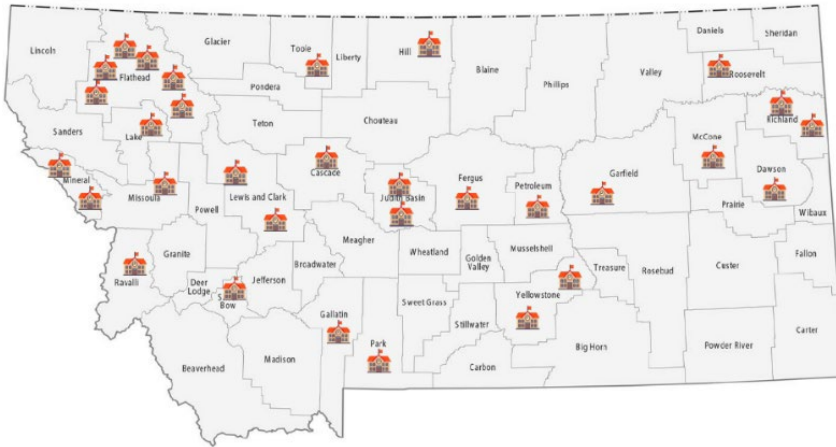 Daniels
Sheridan
Glacier
Toole
Lincoln
Liberty
Hill
Blaine
Flathead
Valley
Roosevelt
Phillips
Pondera
Chouteau
Teton
Richland
Sanders
Lake
McCone
Cascade
Fergus
Garfield
Dawson
Mineral
Missoula
Lewis and Clark
Judith Basin
Petroleum
Powell
Prairie
Wibaux
Meagher
Wheatland
Golden
Valley
Musselshell
Granite
Fallon
Broadwater
Treasure
Rosebud
Custer
Ravalli
Deer
Lodge
Jefferson
S
Bow
Yellowstone
Sweet Grass
Gallatin
Stillwater
Carter
Park
Big Horn
Powder River
Madison
Beaverhead
Carbon